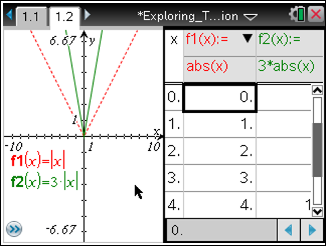 1.1 1.2 *Exploring_T...ion
6.67 y
1
x
-10 1 10
f1(x)=|x|
f2(x)=3·|x|
-6.67
x f1(x):= f2(x):=
abs(x) 3*abs(x)
0. 0.
1. 1.
2. 2.
3. 3.
4. 4. 1
0.